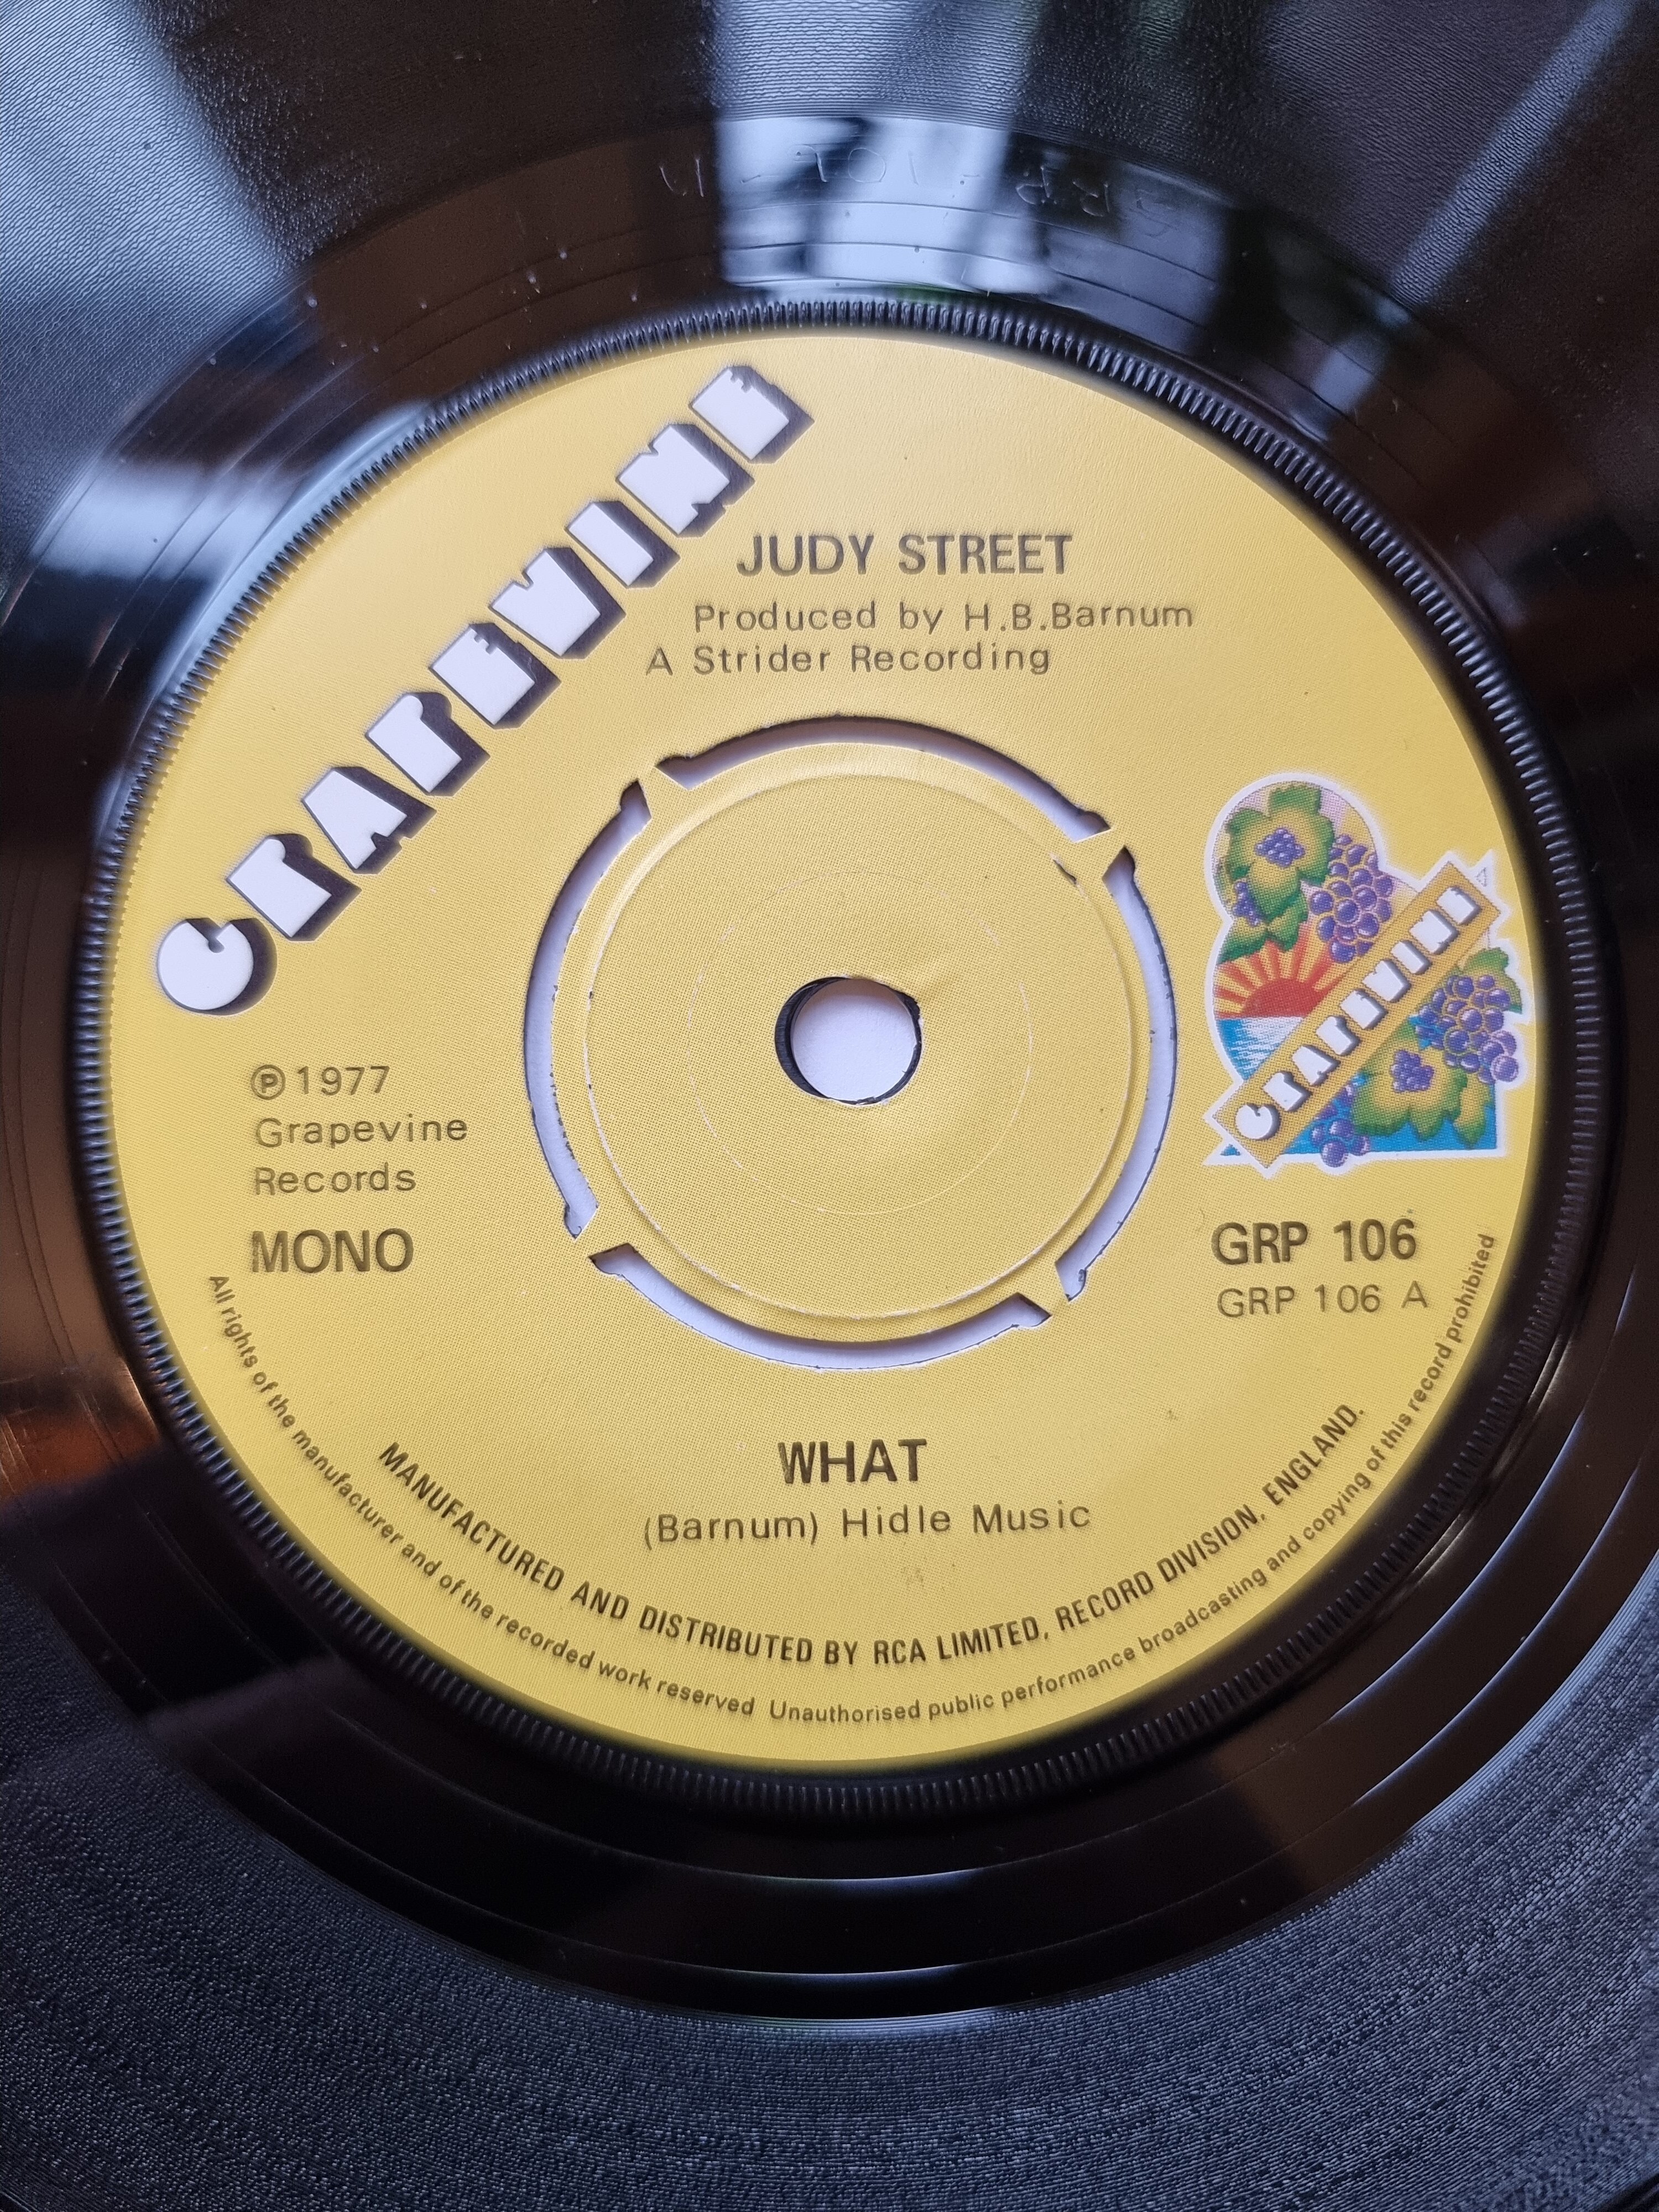 GRAPEVINE
JUDY STREET
Produced by H.B.Barnum
A Strider Recording
GRAPEVINE
℗ 1977
Grapevine
Records
MONO
GRP 106
GRP 106 A
WHAT
(Barnum) Hidle Music
MANUFACTURED AND DISTRIBUTED BY RCA LIMITED, RECORD DIVISION, ENGLAND.
All rights of the manufacturer and of the recorded work reserved Unauthorised public performance broadcasting and copying of this record prohibited